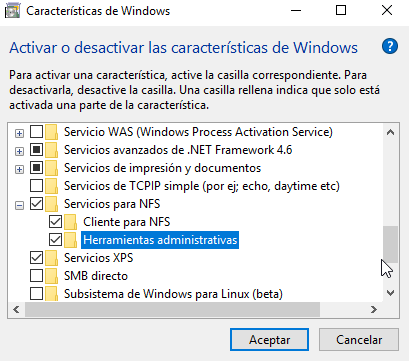 Características de Windows
Activar o desactivar las características de Windows
Para activar una característica, active la casilla correspondiente. Para
desactivarla, desactive la casilla. Una casilla rellena indica que solo está
activada una parte de la característica.
Servicio WAS (Windows Process Activation Service)
Servicios avanzados de .NET Framework 4.6
Servicios de impresión y documentos
Servicios de TCPIP simple (por ej; echo, daytime etc)
Servicios para NFS
Cliente para NFS
Herramientas administrativas
Servicios XPS
SMB directo
Subsistema de Windows para Linux (beta)
Aceptar Cancelar